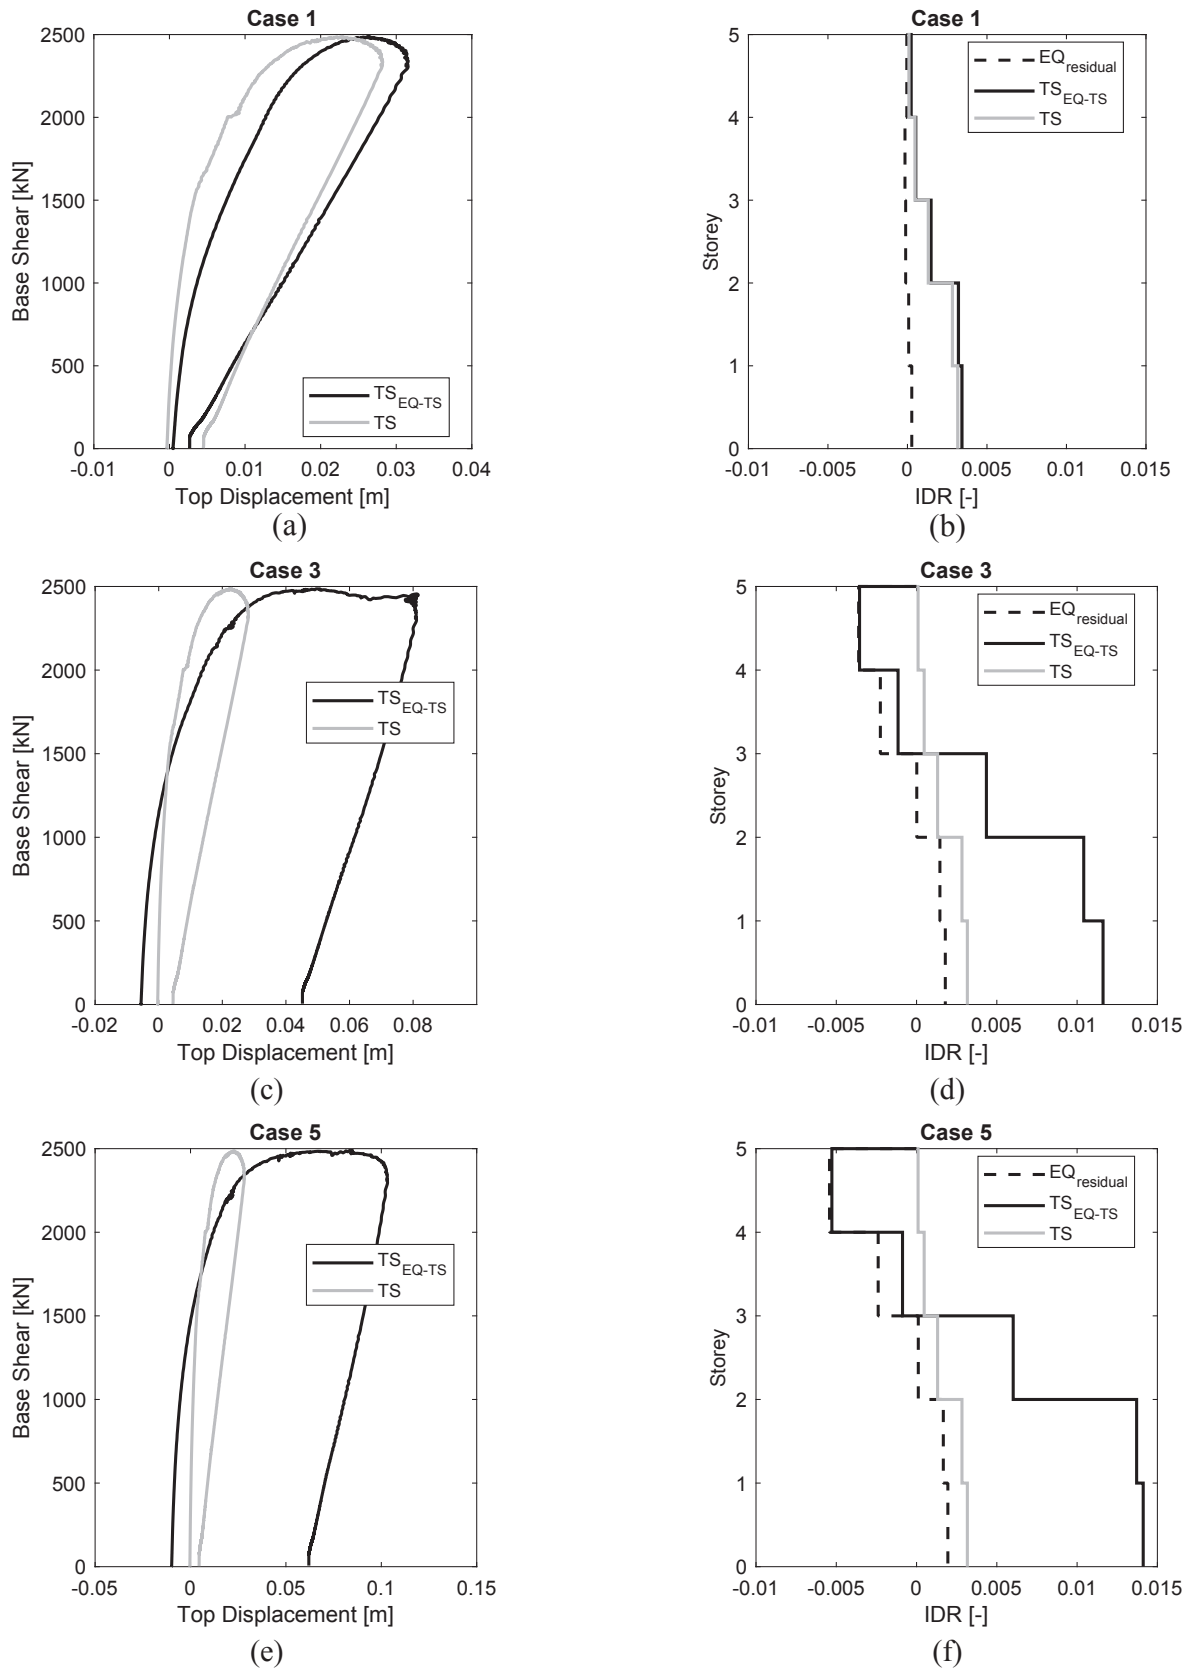 Case 1
2500
2000
1500
1000
500
0
Base Shear [kN]
TS_EQ-TS
TS
-0.01 0 0.01 0.02 0.03 0.04
Top Displacement [m]
(a)
Case 1
5
4
3
2
1
0
Storey
EQ_residual
TS_EQ-TS
TS
-0.01 -0.005 0 0.005 0.01 0.015
IDR [-]
(b)
Case 3
2500
2000
1500
1000
500
0
Base Shear [kN]
TS_EQ-TS
TS
-0.02 0 0.02 0.04 0.06 0.08
Top Displacement [m]
(c)
Case 3
5
4
3
2
1
0
Storey
EQ_residual
TS_EQ-TS
TS
-0.01 -0.005 0 0.005 0.01 0.015
IDR [-]
(d)
Case 5
2500
2000
1500
1000
500
0
Base Shear [kN]
TS_EQ-TS
TS
-0.05 0 0.05 0.1 0.15
Top Displacement [m]
(e)
Case 5
5
4
3
2
1
0
Storey
EQ_residual
TS_EQ-TS
TS
-0.01 -0.005 0 0.005 0.01 0.015
IDR [-]
(f)